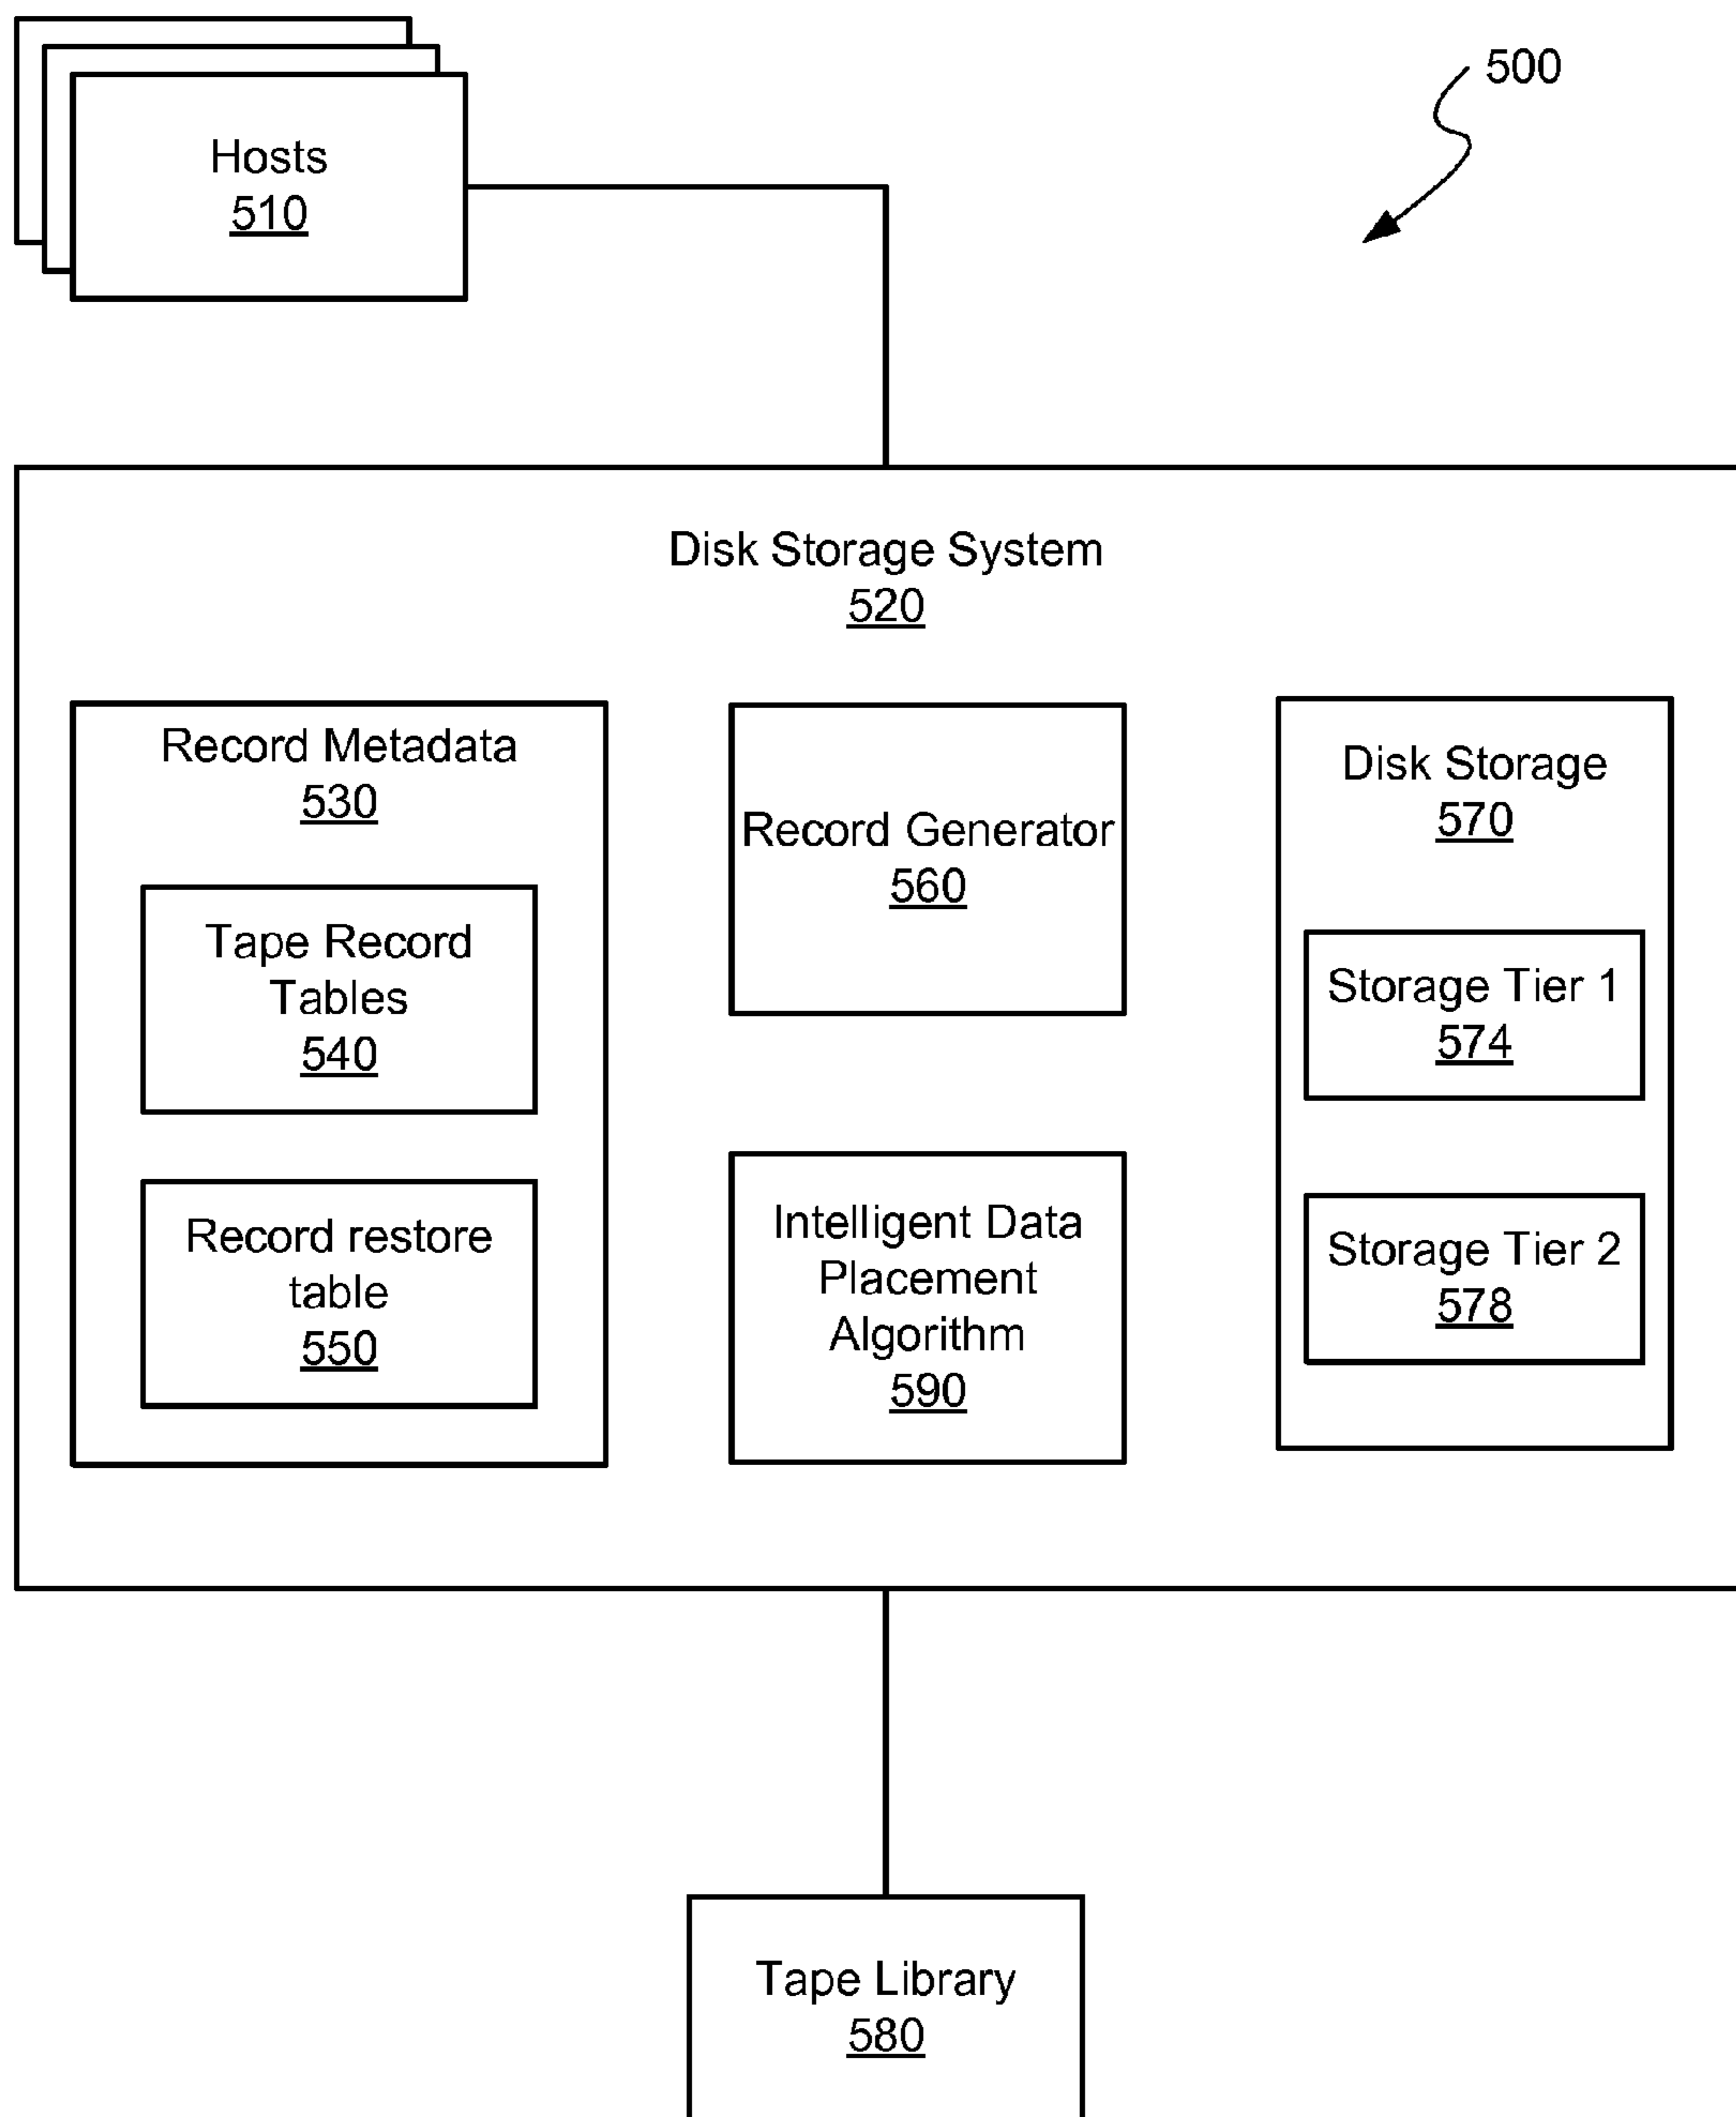 500
Hosts
510
Disk Storage System
520
Record Metadata
530
Tape Record
Tables
540
Record restore
table
550
Record Generator
560
Intelligent Data
Placement
Algorithm
590
Disk Storage
570
Storage Tier 1
574
Storage Tier 2
578
Tape Library
580